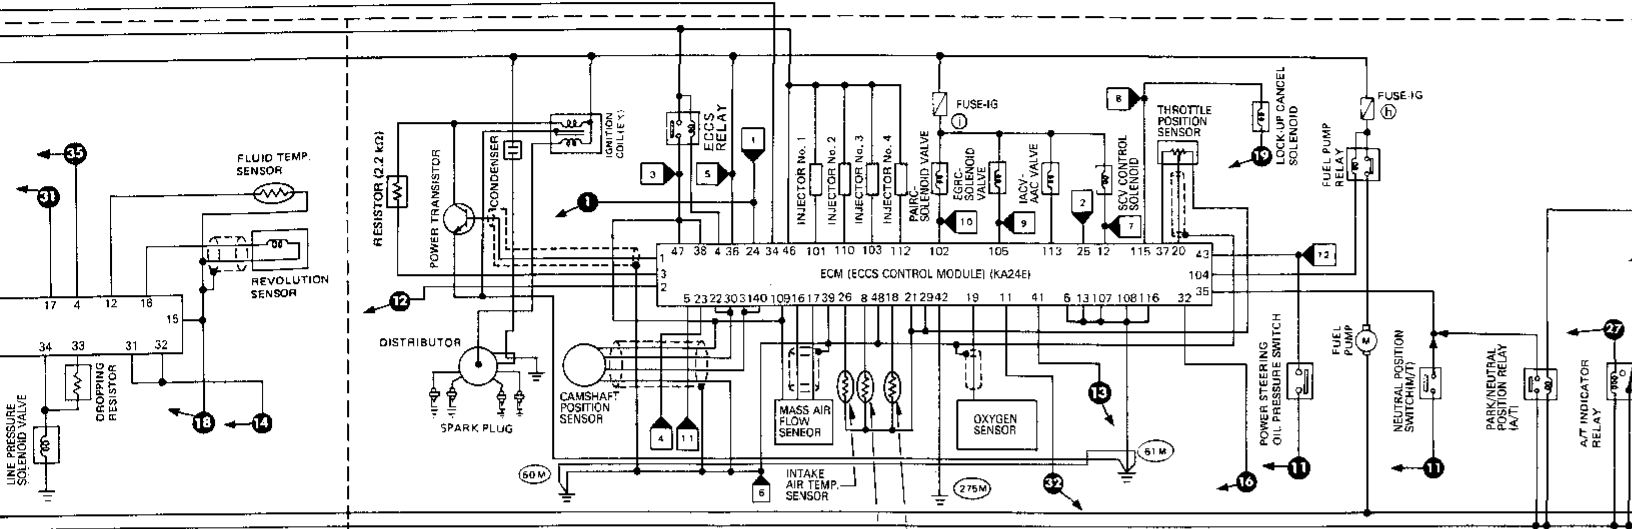 35
31
FLUID TEMP.
SENSOR
REVOLUTION
SENSOR
17 4 12 16
15
34 33 31 32
DROPPING
RESISTOR
LINE PRESSURE
SOLENOID VALVE
18
14
RESISTOR (2.2 kΩ)
POWER TRANSISTOR
CONDENSER
IGNITION
COIL(EX)
12
1
DISTRIBUTOR
SPARK PLUG
CAMSHAFT
POSITION
SENSOR
ECCS
RELAY
3
5
1
INJECTOR No. 1
INJECTOR No. 2
INJECTOR No. 3
INJECTOR No. 4
PAIRC-
SOLENOID VALVE
FUSE-IG
i
EGRC-
SOLENOID
VALVE
IACV-
AAC VALVE
SCV CONTROL
SOLENOID
10
9
2
7
8
THROTTLE
POSITION
SENSOR
LOCK-UP CANCEL
SOLENOID
19
FUSE-IG
h
FUEL PUMP
RELAY
47 38 4 36 24 34 46 101 110 103 112 102 105 113 25 12 115 37 20
1
3
2
ECM (ECCS CONTROL MODULE) (KA24E)
43
104
35
12
5 23 22 30 31 40 109 16 17 39 26 8 48 18 21 29 42 19 11 41 6 13 107 108 116 32
4
11
MASS AIR
FLOW
SENSOR
OXYGEN
SENSOR
INTAKE
AIR TEMP.
SENSOR
60M
6
275M
61M
32
13
16
POWER STEERING
OIL PRESSURE SWITCH
11
FUEL
PUMP
M
NEUTRAL POSITION
SWITCH(M/T)
11
PARK/NEUTRAL
POSITION RELAY
(A/T)
27
A/T INDICATOR
RELAY